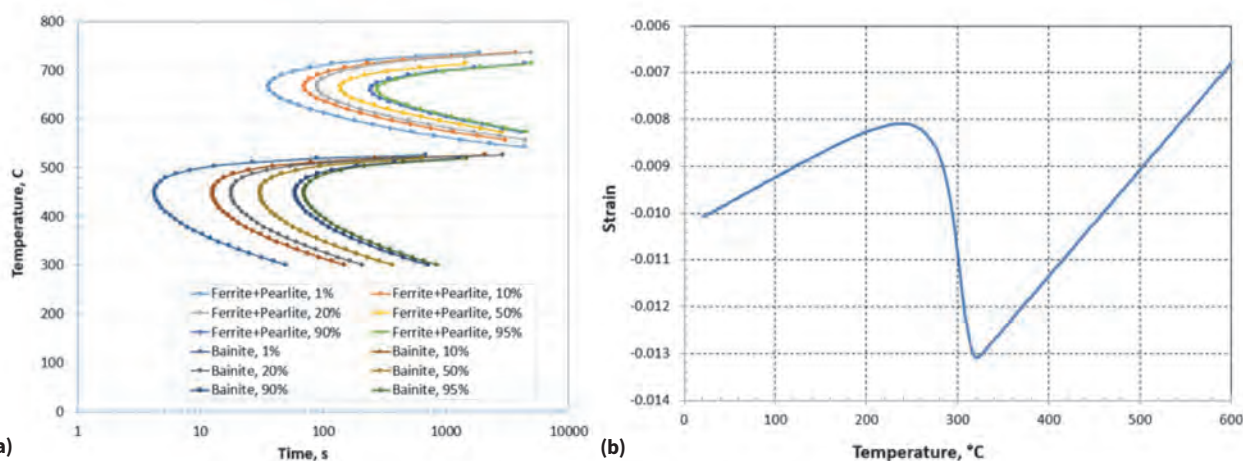 800
700
600
500
400
300
200
100
0
Temperature, C
Ferrite+Pearlite, 1% Ferrite+Pearlite, 10%
Ferrite+Pearlite, 20% Ferrite+Pearlite, 50%
Ferrite+Pearlite, 90% Ferrite+Pearlite, 95%
Bainite, 1% Bainite, 10%
Bainite, 20% Bainite, 50%
Bainite, 90% Bainite, 95%
1 10 100 1000 10000
Time, s
a)
-0.006
-0.007
-0.008
-0.009
-0.010
-0.011
-0.012
-0.013
-0.014
Strain
0 100 200 300 400 500 600
Temperature, °C
(b)